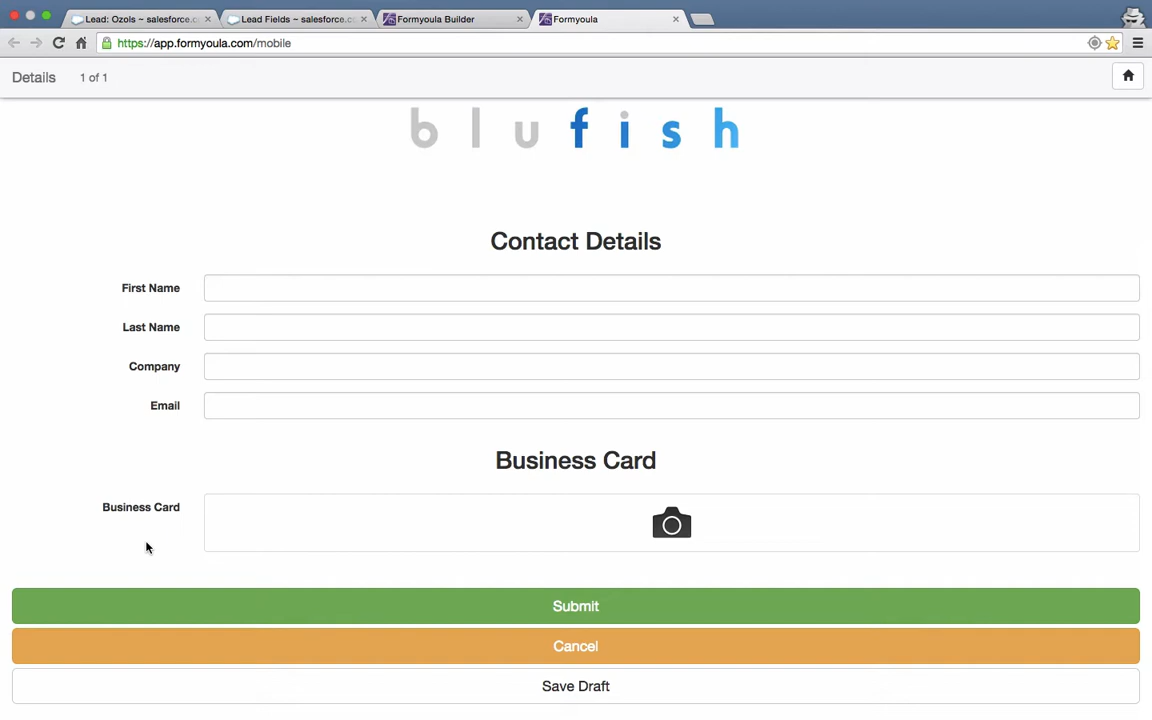 Lead: Ozols ~ salesforce.c
Lead Fields ~ salesforce.c
Formyoula Builder
Formyoula
https://app.formyoula.com/mobile
Details 1 of 1
blufish
Contact Details
First Name
Last Name
Company
Email
Business Card
Business Card
Submit
Cancel
Save Draft